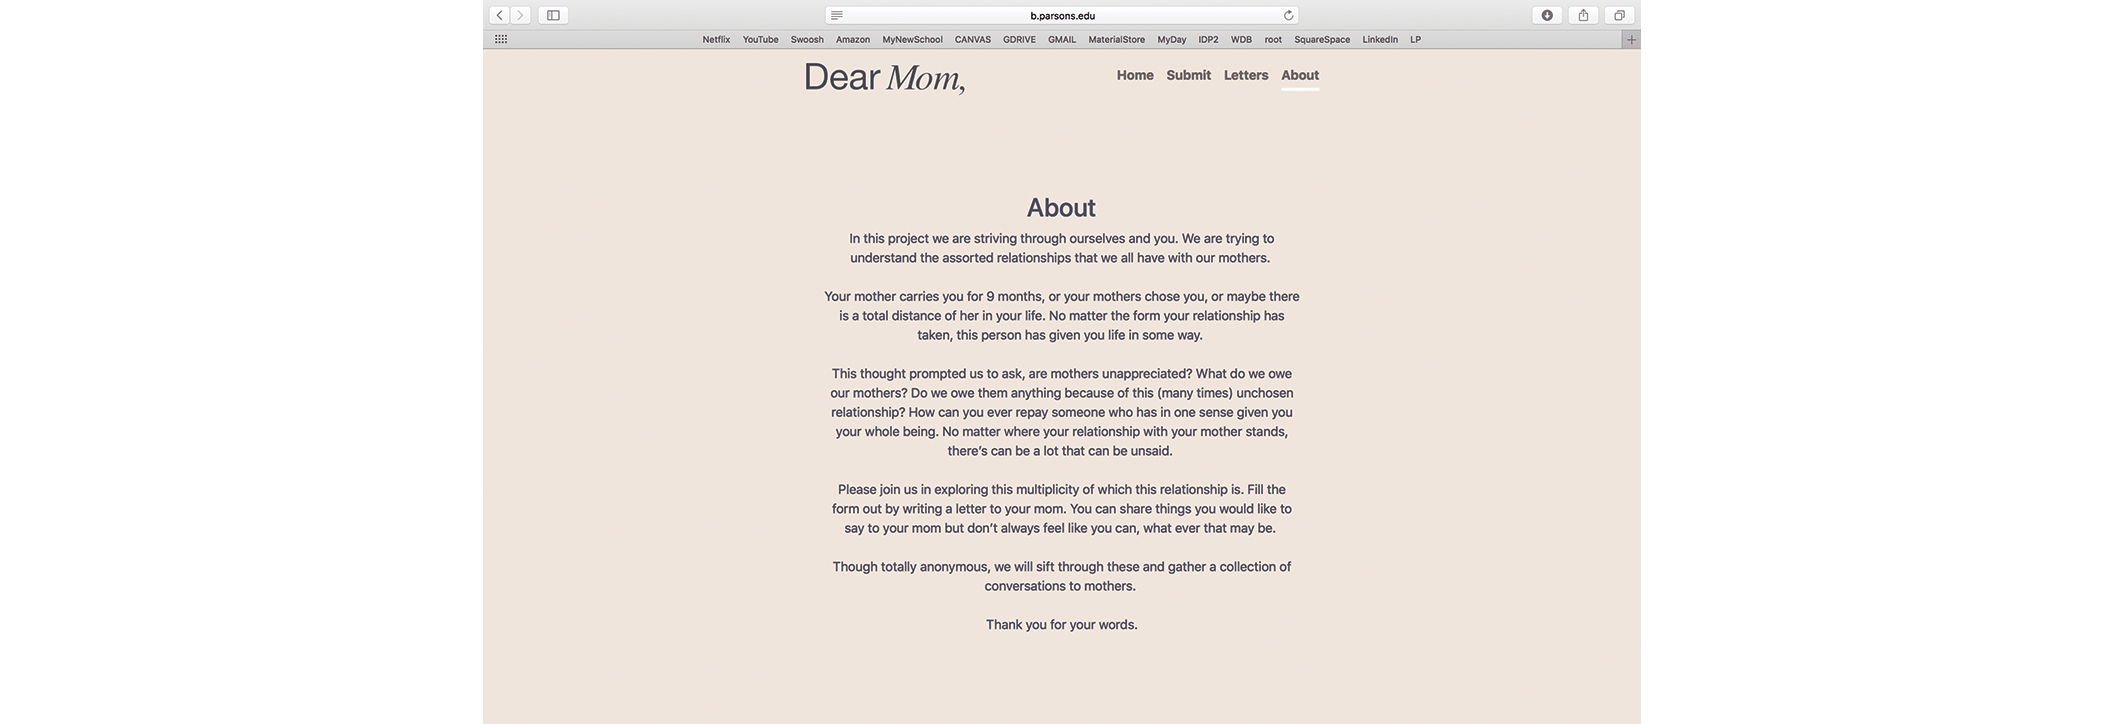 b.parsons.edu
Netflix YouTube Swoosh Amazon MyNewSchool CANVAS GDRIVE GMAIL MaterialStore MyDay IDP2 WDB root SquareSpace LinkedIn LP
Dear Mom,
Home Submit Letters About
About
In this project we are striving through ourselves and you. We are trying to
understand the assorted relationships that we all have with our mothers.
Your mother carries you for 9 months, or your mothers chose you, or maybe there
is a total distance of her in your life. No matter the form your relationship has
taken, this person has given you life in some way.
This thought prompted us to ask, are mothers unappreciated? What do we owe
our mothers? Do we owe them anything because of this (many times) unchosen
relationship? How can you ever repay someone who has in one sense given you
your whole being. No matter where your relationship with your mother stands,
there’s can be a lot that can be unsaid.
Please join us in exploring this multiplicity of which this relationship is. Fill the
form out by writing a letter to your mom. You can share things you would like to
say to your mom but don’t always feel like you can, what ever that may be.
Though totally anonymous, we will sift through these and gather a collection of
conversations to mothers.
Thank you for your words.